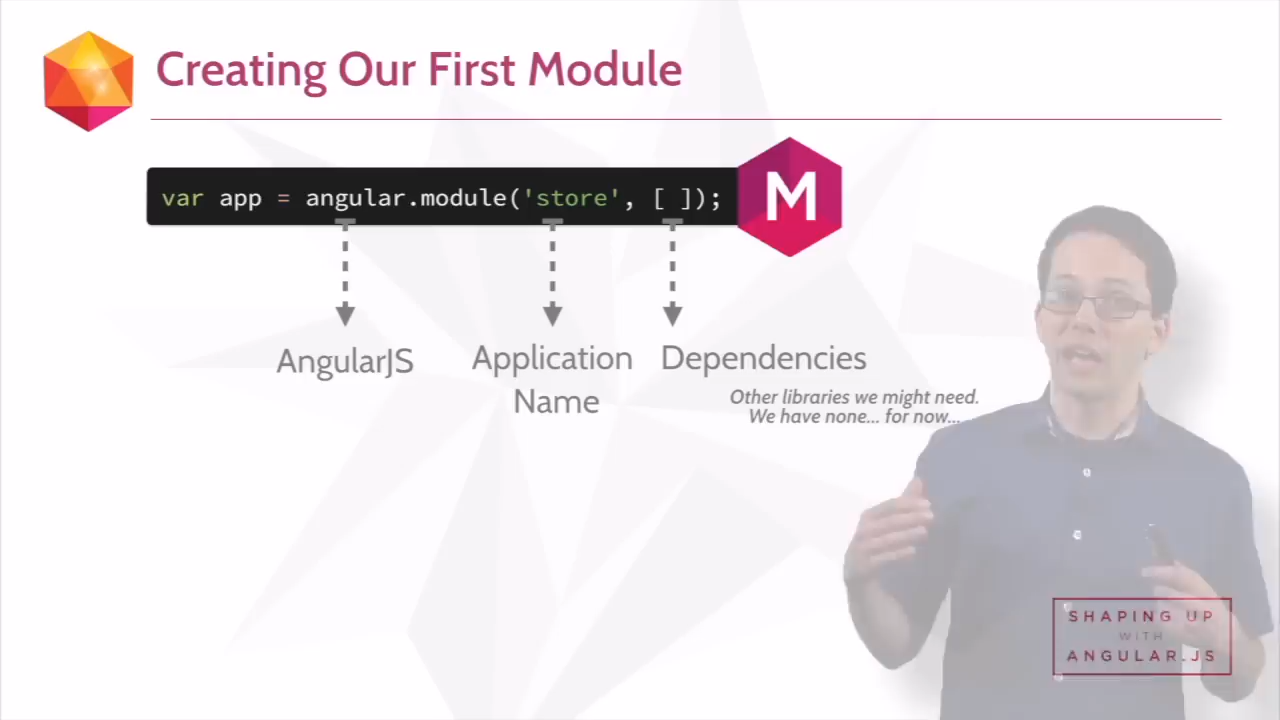 Creating Our First Module
var app = angular.module('store', [ ]);
M
AngularJS
Application
Name
Dependencies
Other libraries we might need.
We have none... for now...
SHAPING UP
WITH
ANGULAR.JS